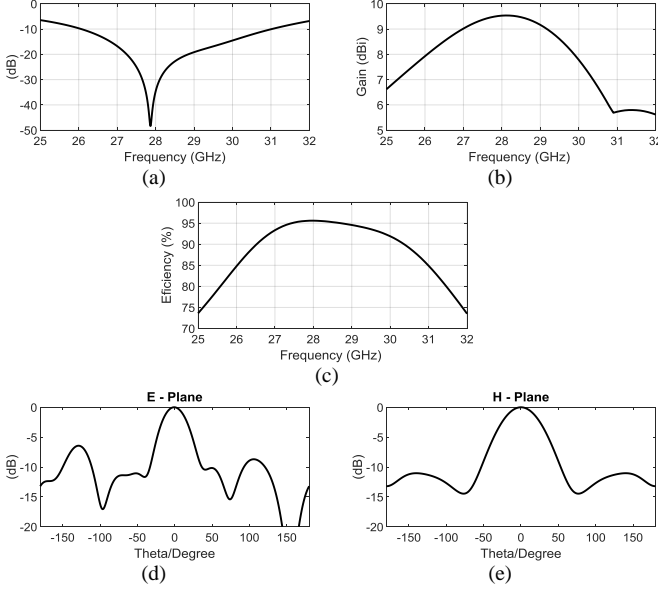 0
-10
-20
-30
-40
-50
(dB)
25 26 27 28 29 30 31 32
Frequency (GHz)
(a)
10
9
8
7
6
5
Gain (dBi)
25 26 27 28 29 30 31 32
Frequency (GHz)
(b)
100
95
90
85
80
75
70
Eficiency (%)
25 26 27 28 29 30 31 32
Frequency (GHz)
(c)
E - Plane
0
-5
-10
-15
-20
(dB)
-150 -100 -50 0 50 100 150
Theta/Degree
(d)
H - Plane
0
-5
-10
-15
-20
(dB)
-150 -100 -50 0 50 100 150
Theta/Degree
(e)